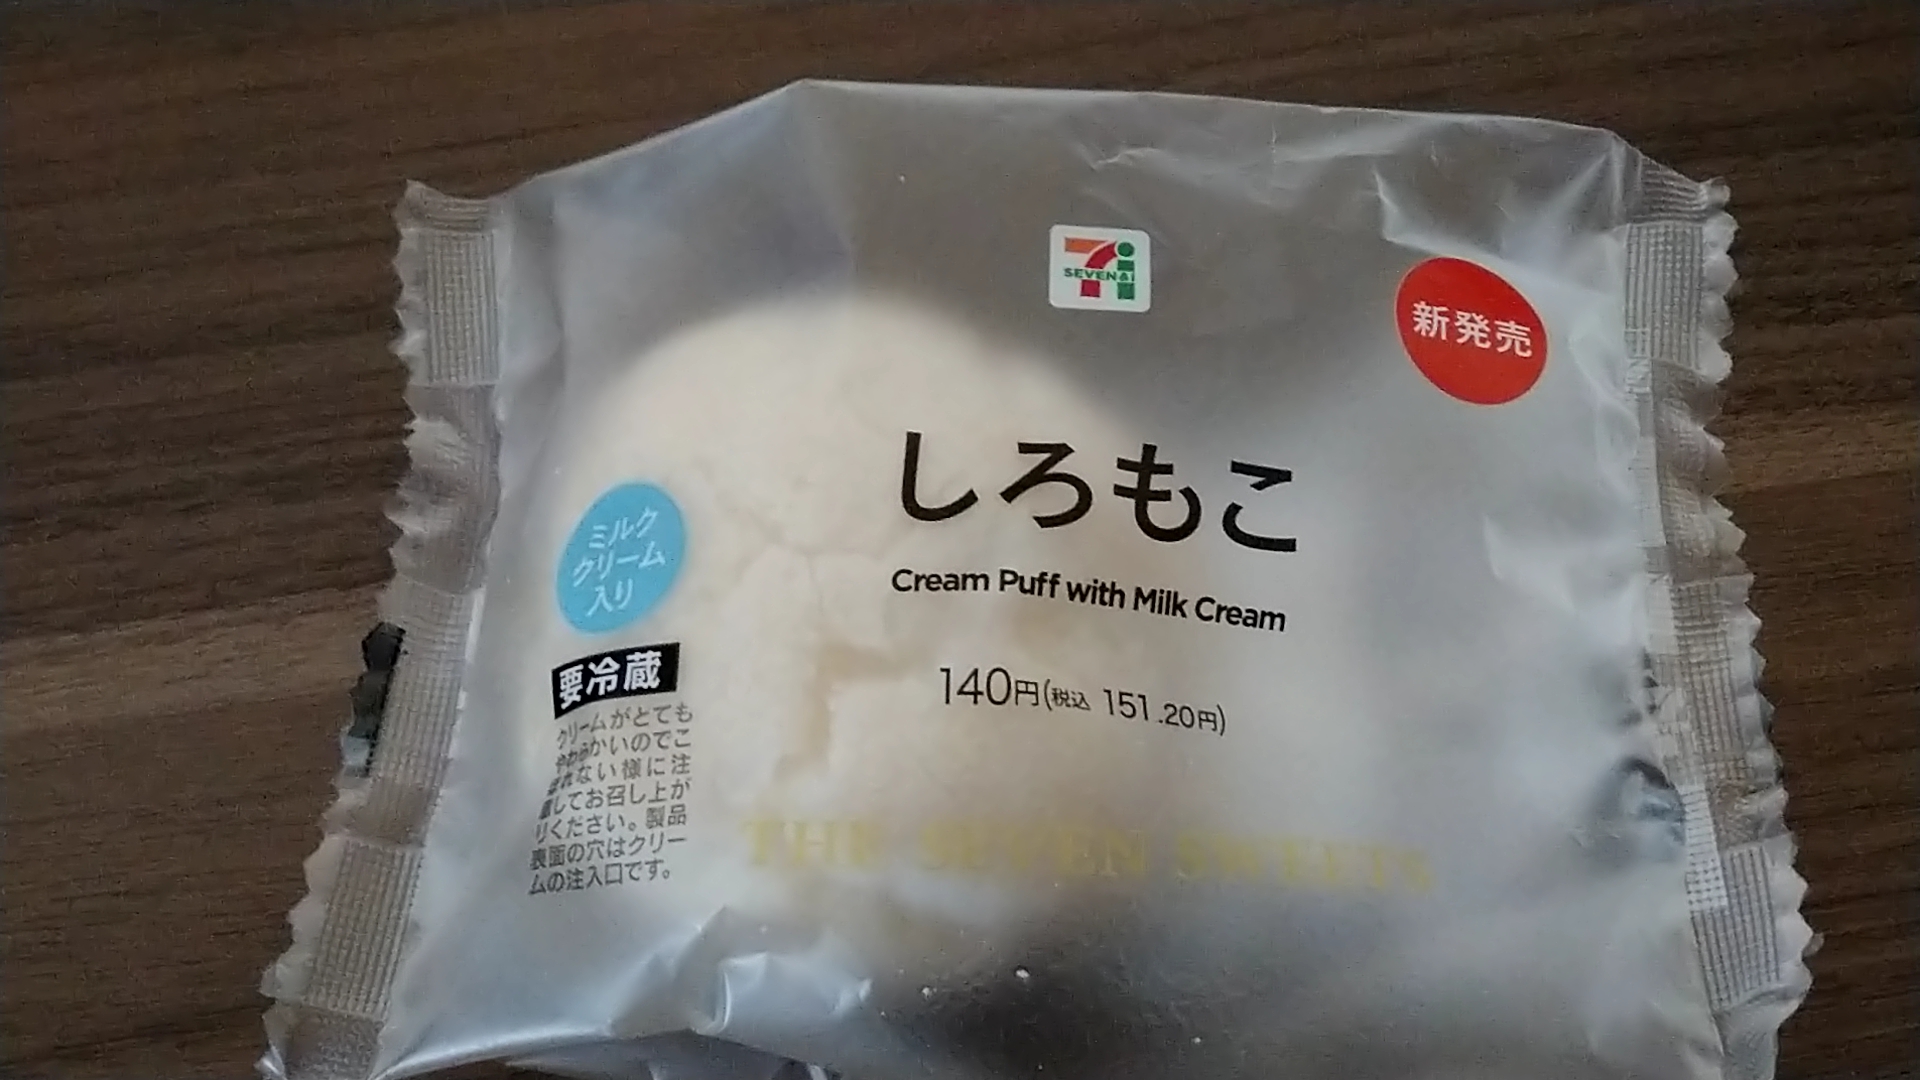 SEVEN&i
新発売
しろもこ
Cream Puff with Milk Cream
140円(税込 151.20円)
ミルク
クリーム
入り
要冷蔵
クリームがとても
やわらかいのでこ
ぼれない様に注
意してお召し上が
りください。製品
表面の穴はクリー
ムの注入口です。
THE SEVEN SWEETS